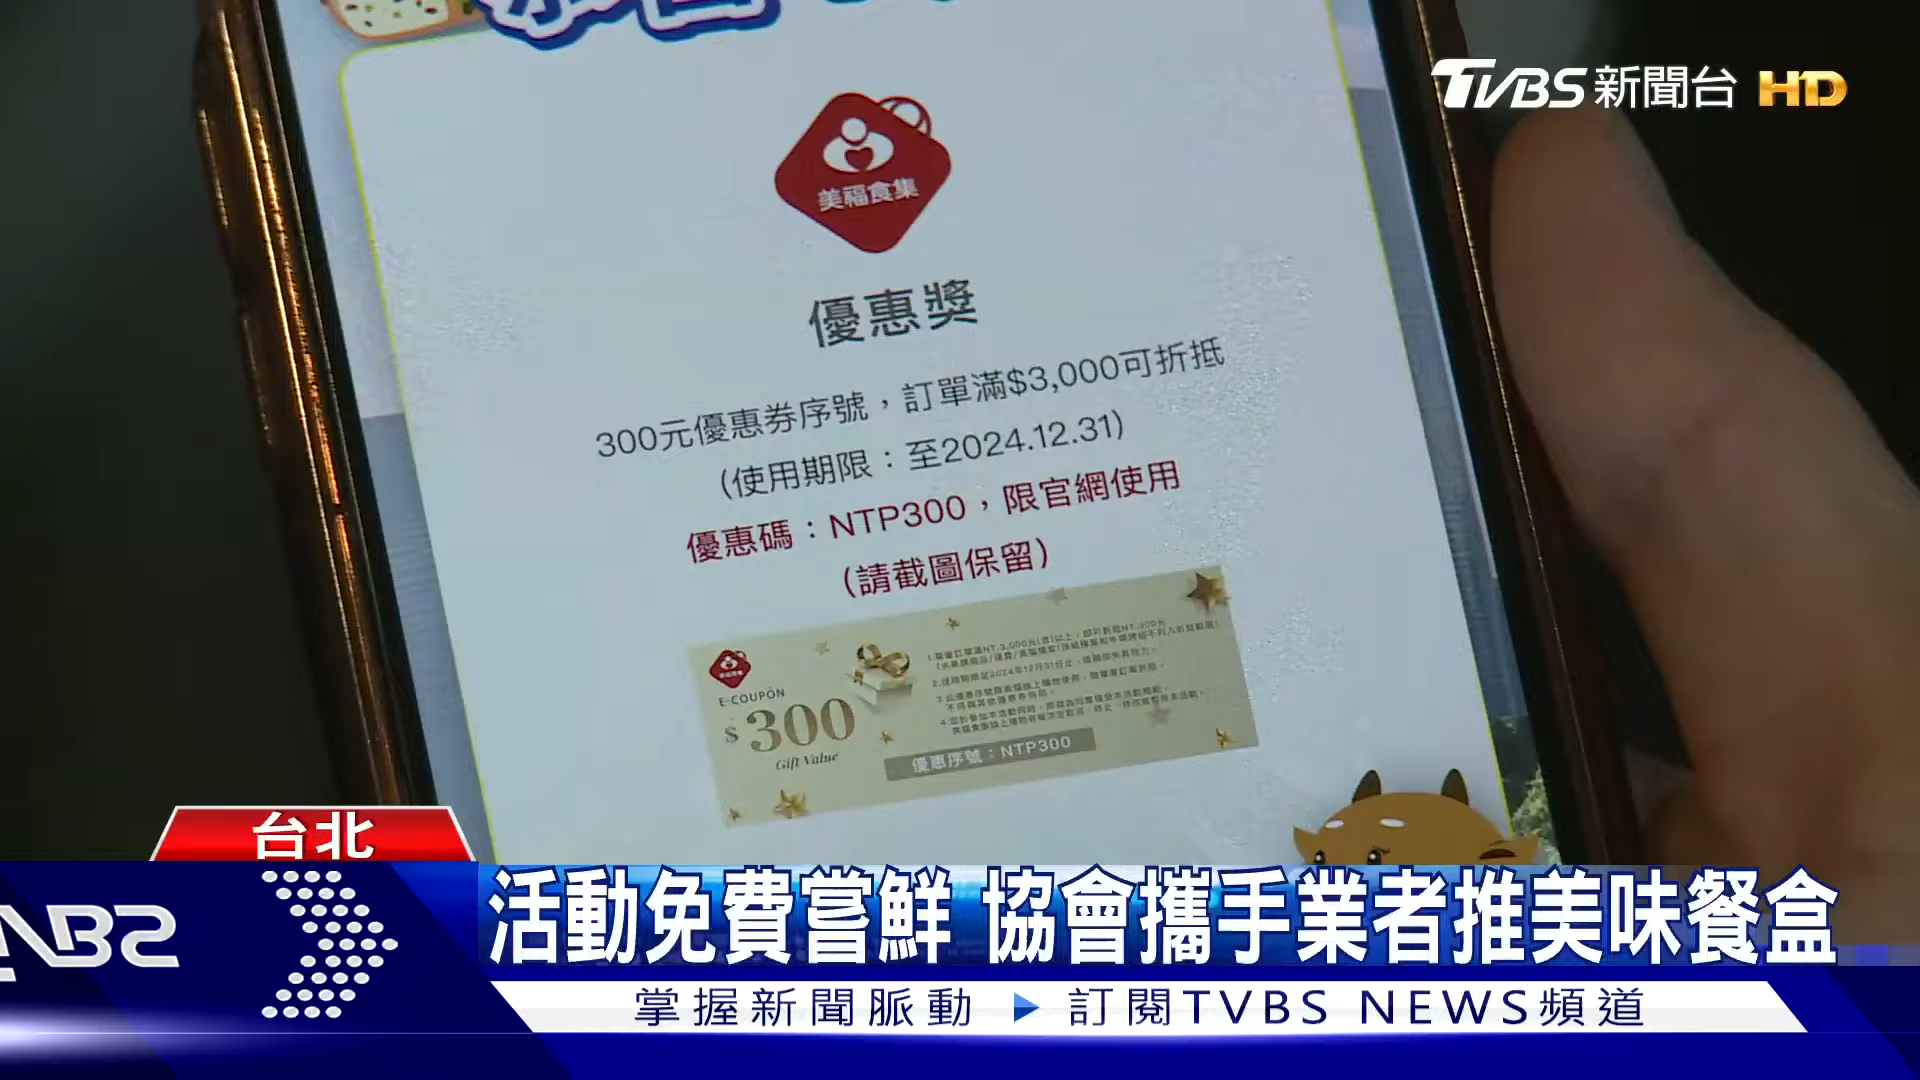 TVBS新聞台 HD
美福食集
優惠獎
300元優惠券序號，訂單滿$3,000可折抵
(使用期限：至2024.12.31)
優惠碼：NTP300，限官網使用
(請截圖保留)
E-COUPON
$300
Gift Value
優惠序號：NTP300
台北
活動免費嘗鮮 協會攜手業者推美味餐盒
掌握新聞脈動 ▶ 訂閱TVBS NEWS頻道